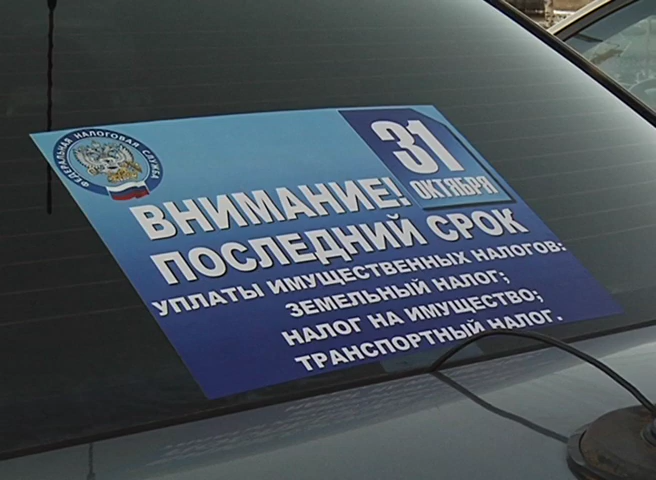 ФЕДЕРАЛЬНАЯ НАЛОГОВАЯ СЛУЖБА
31
ОКТЯБРЯ
ВНИМАНИЕ!
ПОСЛЕДНИЙ СРОК
УПЛАТЫ ИМУЩЕСТВЕННЫХ НАЛОГОВ:
ЗЕМЕЛЬНЫЙ НАЛОГ;
НАЛОГ НА ИМУЩЕСТВО;
ТРАНСПОРТНЫЙ НАЛОГ.